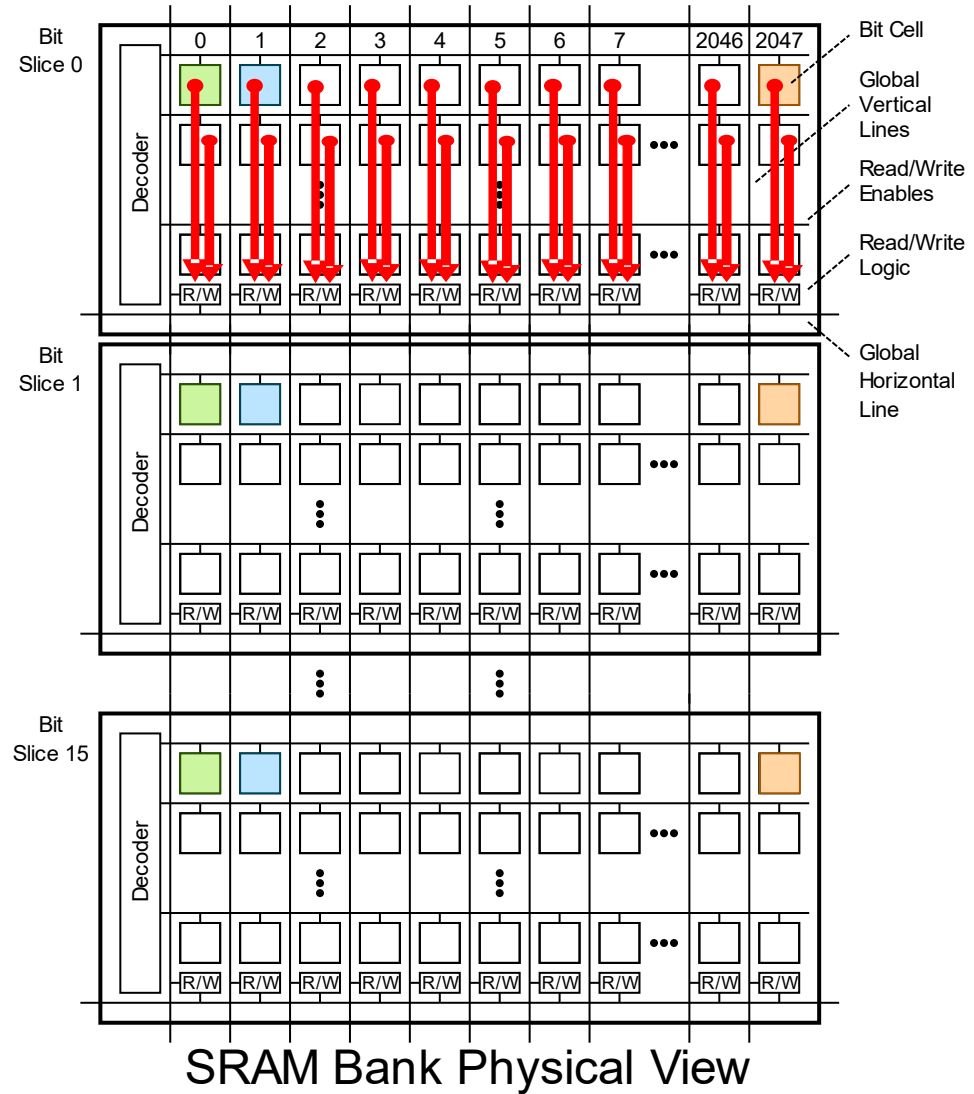 Bit
Slice 0
0 1 2 3 4 5 6 7 2046 2047
Decoder
R/W R/W R/W R/W R/W R/W R/W R/W R/W R/W
Bit Cell
Global
Vertical
Lines
Read/Write
Enables
Read/Write
Logic
Global
Horizontal
Line
Bit
Slice 1
Decoder
R/W R/W R/W R/W R/W R/W R/W R/W R/W R/W
Bit
Slice 15
Decoder
R/W R/W R/W R/W R/W R/W R/W R/W R/W R/W
SRAM Bank Physical View